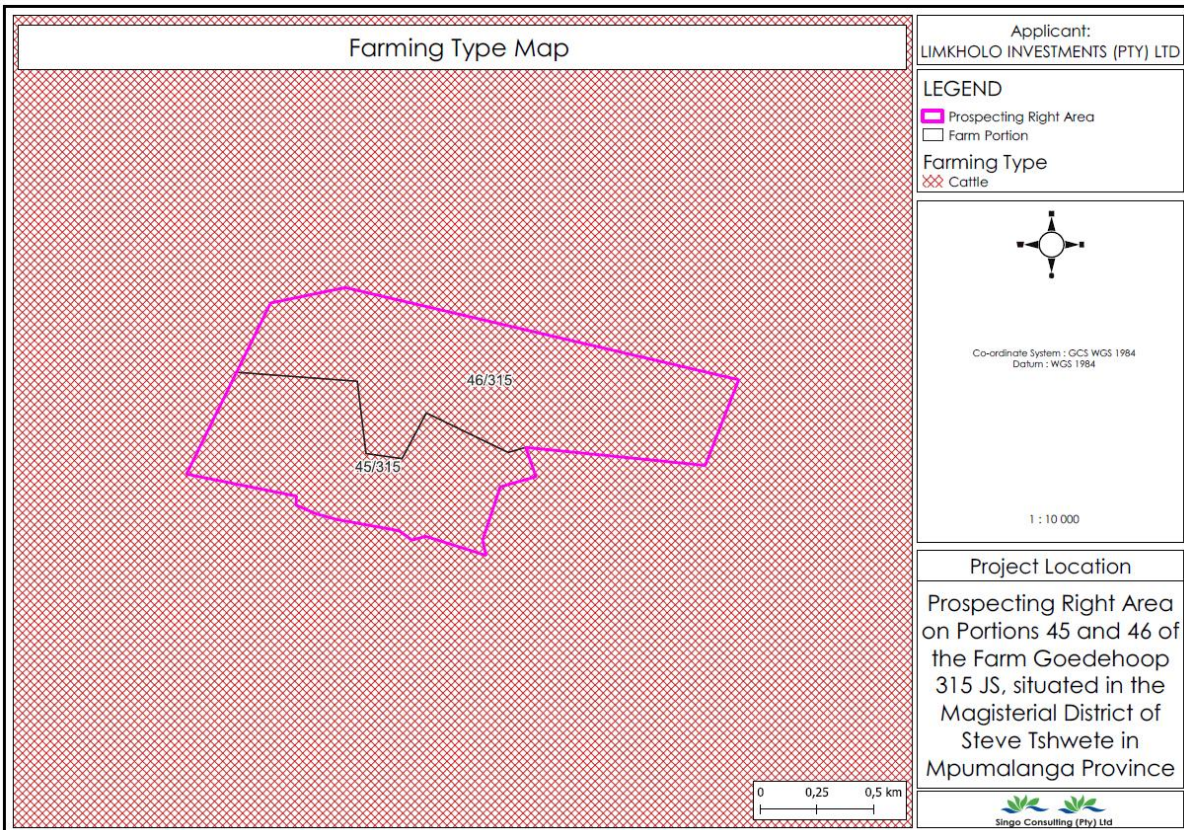 Farming Type Map
46/315
45/315
0 0,25 0,5 km
Applicant:
LIMKHOLO INVESTMENTS (PTY) LTD
LEGEND
Prospecting Right Area
Farm Portion
Farming Type
Cattle
Co-ordinate System : GCS WGS 1984
Datum : WGS 1984
1 : 10 000
Project Location
Prospecting Right Area
on Portions 45 and 46 of
the Farm Goedehoop
315 JS, situated in the
Magisterial District of
Steve Tshwete in
Mpumalanga Province
Singo Consulting (Pty) Ltd